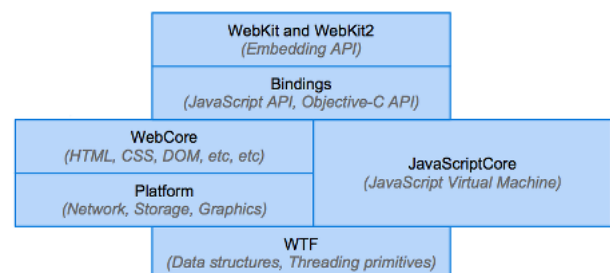 WebKit and WebKit2
(Embedding API)
Bindings
(JavaScript API, Objective-C API)
WebCore
(HTML, CSS, DOM, etc, etc)
Platform
(Network, Storage, Graphics)
JavaScriptCore
(JavaScript Virtual Machine)
WTF
(Data structures, Threading primitives)